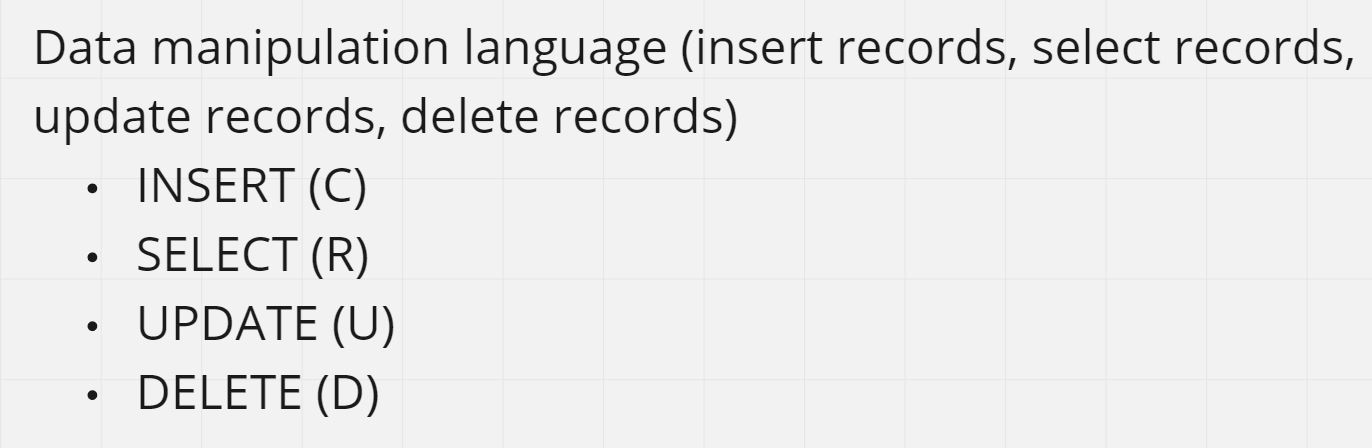 Data manipulation language (insert records, select records,
update records, delete records)
• INSERT (C)
• SELECT (R)
• UPDATE (U)
• DELETE (D)